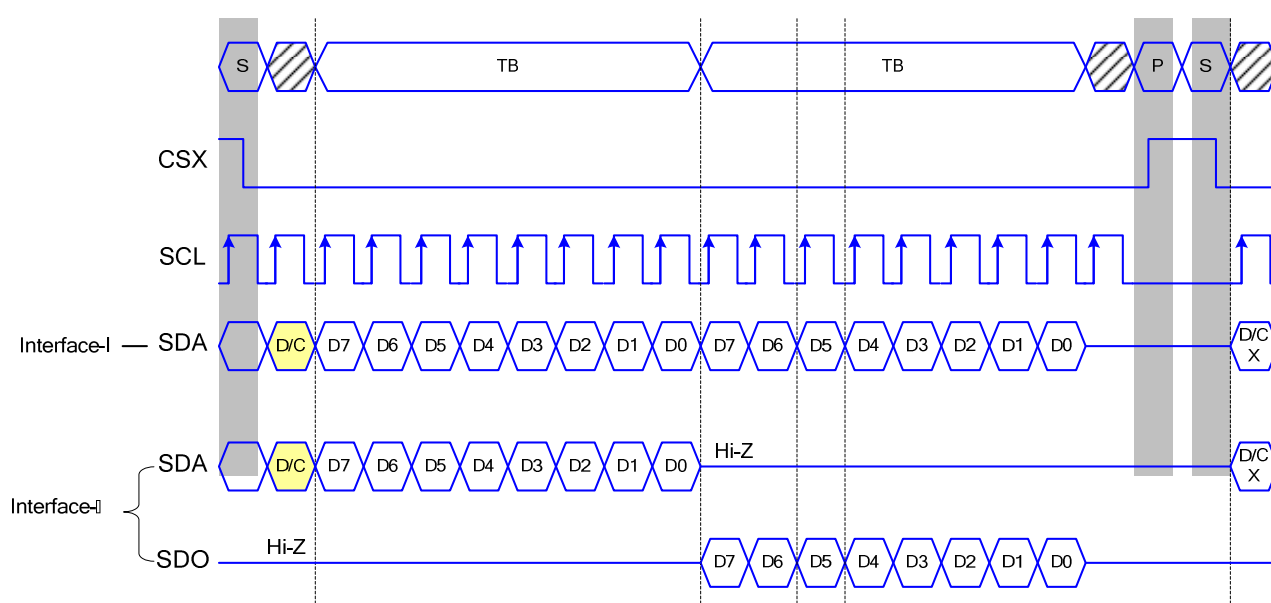 S TB TB P S
CSX
SCL
Interface-I SDA D/C D7 D6 D5 D4 D3 D2 D1 D0 D7 D6 D5 D4 D3 D2 D1 D0 D/C X
SDA D/C D7 D6 D5 D4 D3 D2 D1 D0 Hi-Z D/C X
Interface-▯
SDO Hi-Z D7 D6 D5 D4 D3 D2 D1 D0